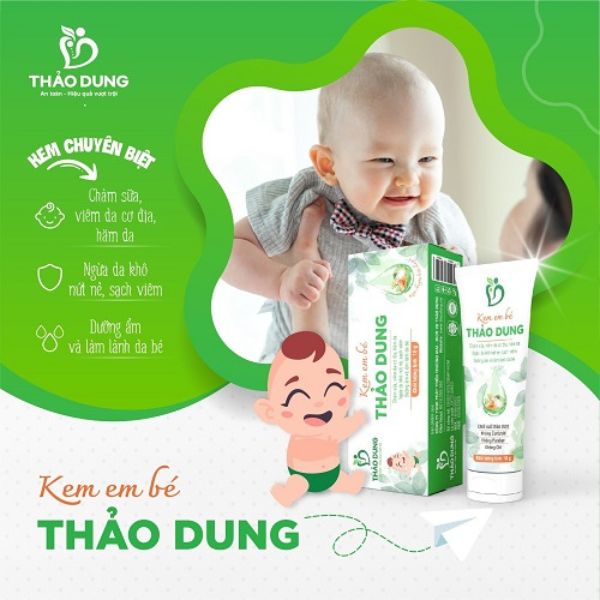 THẢO DUNG
An toàn - Hiệu quả vượt trội
KEM CHUYÊN BIỆT
Chàm sữa,
viêm da cơ địa,
hăm da
Ngừa da khô
nứt nẻ, sạch viêm
Dưỡng ẩm
và làm lành da bé
Kem em bé
THẢO DUNG
Kem em bé
THẢO DUNG
THẢO DUNG
Kem em bé
THẢO DUNG